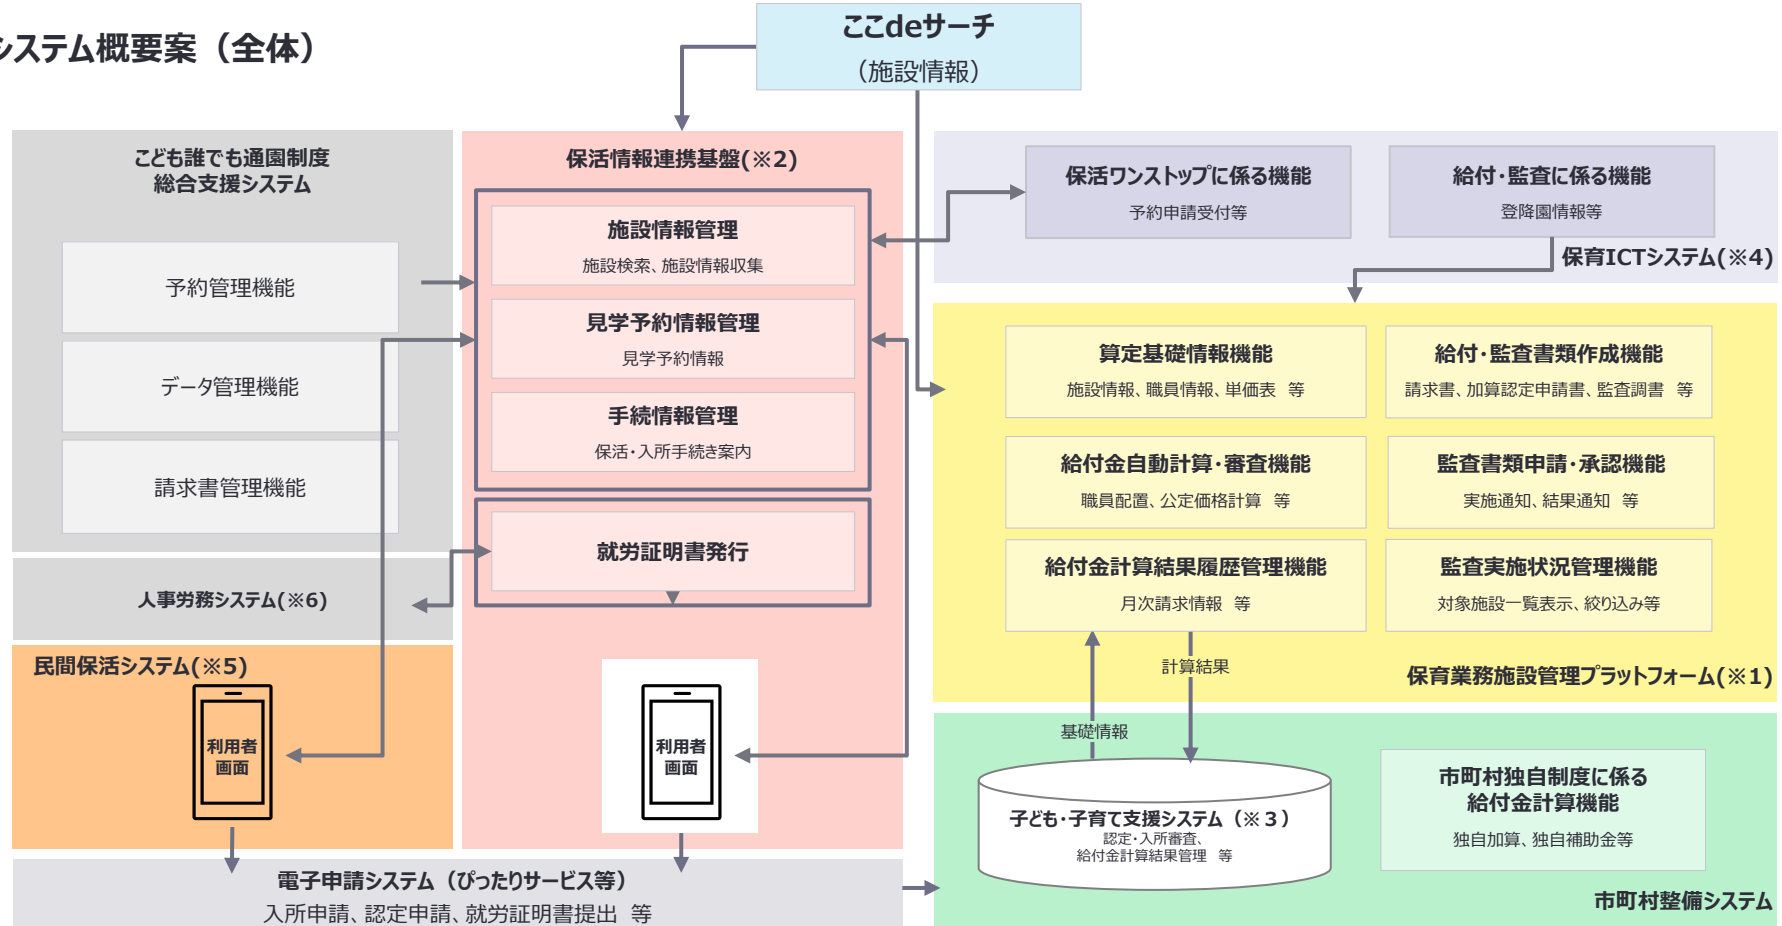 システム概要案（全体）
ここdeサーチ
（施設情報）
こども誰でも通園制度
総合支援システム
予約管理機能
データ管理機能
請求書管理機能
人事労務システム(※6)
民間保活システム(※5)
利用者
画面
保活情報連携基盤(※2)
施設情報管理
施設検索、施設情報収集
見学予約情報管理
見学予約情報
手続情報管理
保活・入所手続き案内
就労証明書発行
利用者
画面
電子申請システム（ぴったりサービス等）
入所申請、認定申請、就労証明書提出 等
保活ワンストップに係る機能
予約申請受付等
給付・監査に係る機能
登降園情報等
保育ICTシステム(※4)
算定基礎情報機能
施設情報、職員情報、単価表 等
給付・監査書類作成機能
請求書、加算認定申請書、監査調書 等
給付金自動計算・審査機能
職員配置、公定価格計算 等
監査書類申請・承認機能
実施通知、結果通知 等
給付金計算結果履歴管理機能
月次請求情報 等
監査実施状況管理機能
対象施設一覧表示、絞り込み等
計算結果
保育業務施設管理プラットフォーム(※1)
基礎情報
子ども・子育て支援システム（※３）
認定・入所審査、
給付金計算結果管理 等
市町村独自制度に係る
給付金計算機能
独自加算、独自補助金等
市町村整備システム